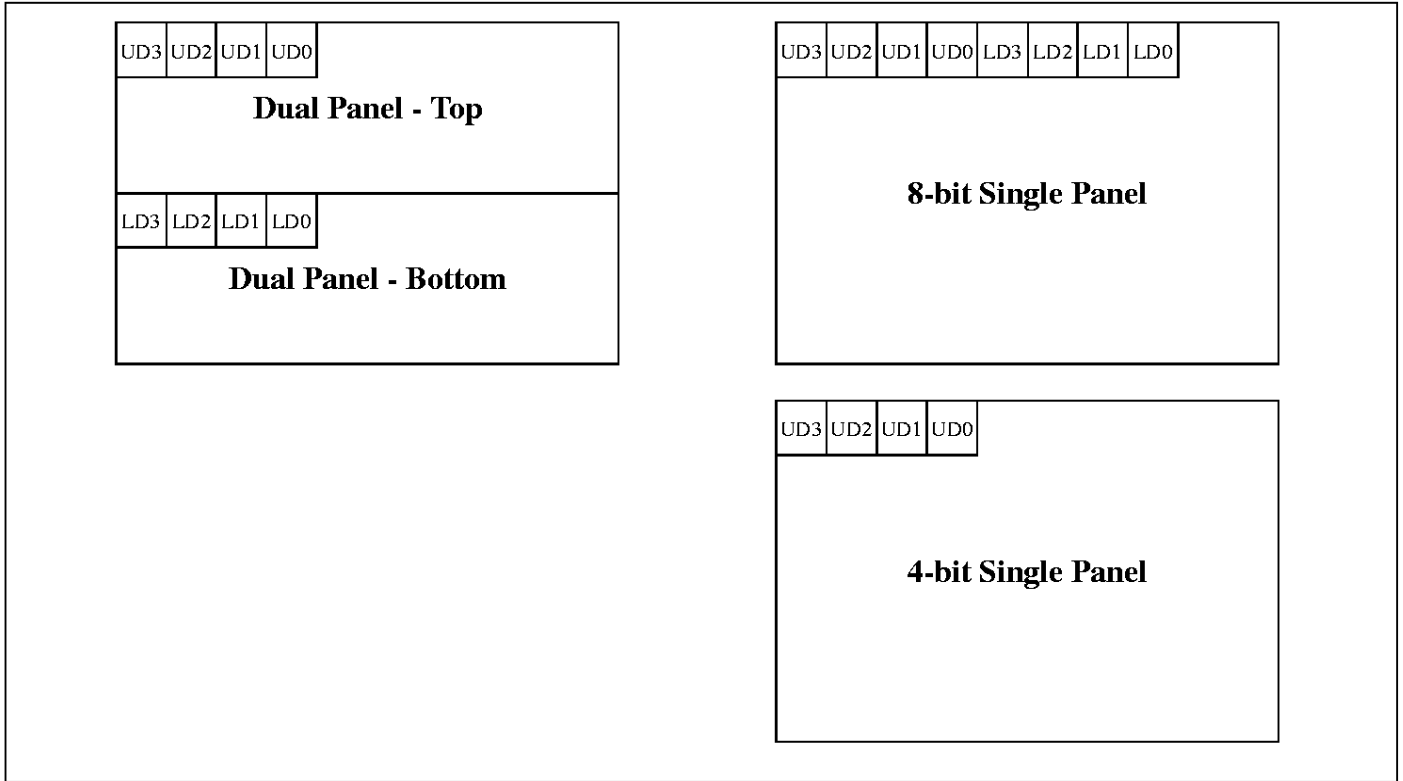 UD3 UD2 UD1 UD0
Dual Panel - Top
LD3 LD2 LD1 LD0
Dual Panel - Bottom
UD3 UD2 UD1 UD0 LD3 LD2 LD1 LD0
8-bit Single Panel
UD3 UD2 UD1 UD0
4-bit Single Panel